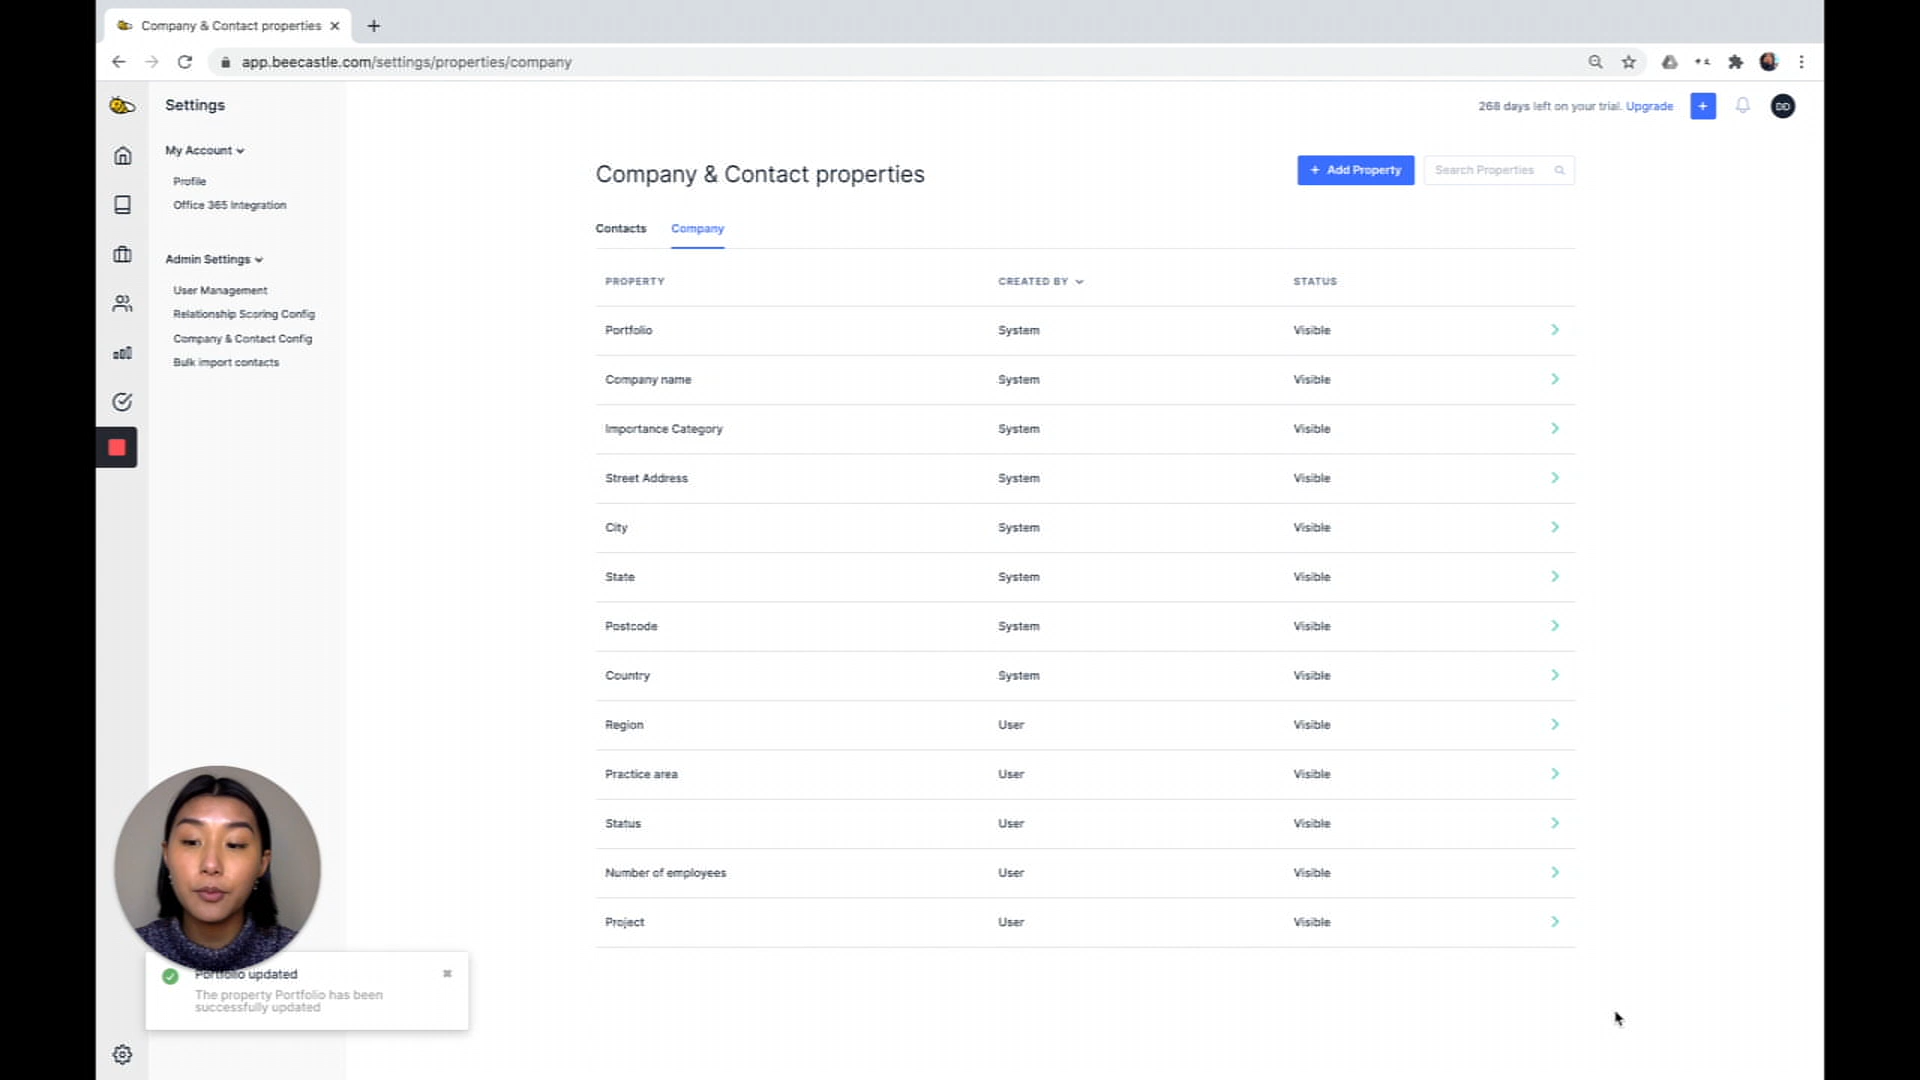 Company & Contact properties
app.beecastle.com/settings/properties/company
Settings
268 days left on your trial. Upgrade
+
DD
My Account
Profile
Office 365 Integration
Admin Settings
User Management
Relationship Scoring Config
Company & Contact Config
Bulk import contacts
Company & Contact properties
+ Add Property
Search Properties
Contacts Company
PROPERTY CREATED BY STATUS
Portfolio System Visible
Company name System Visible
Importance Category System Visible
Street Address System Visible
City System Visible
State System Visible
Postcode System Visible
Country System Visible
Region User Visible
Practice area User Visible
Status User Visible
Number of employees User Visible
Project User Visible
Portfolio updated
The property Portfolio has been
successfully updated